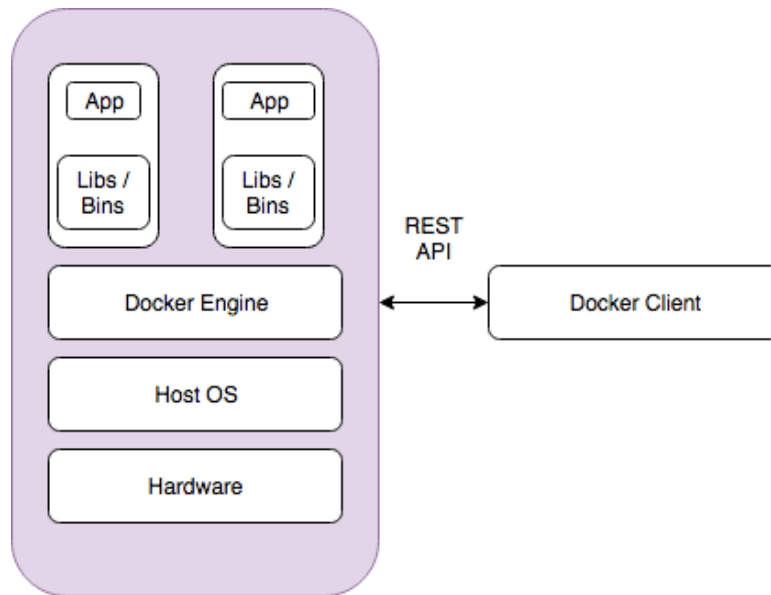 App
App
Libs /
Bins
Libs /
Bins
REST
API
Docker Engine
Docker Client
Host OS
Hardware